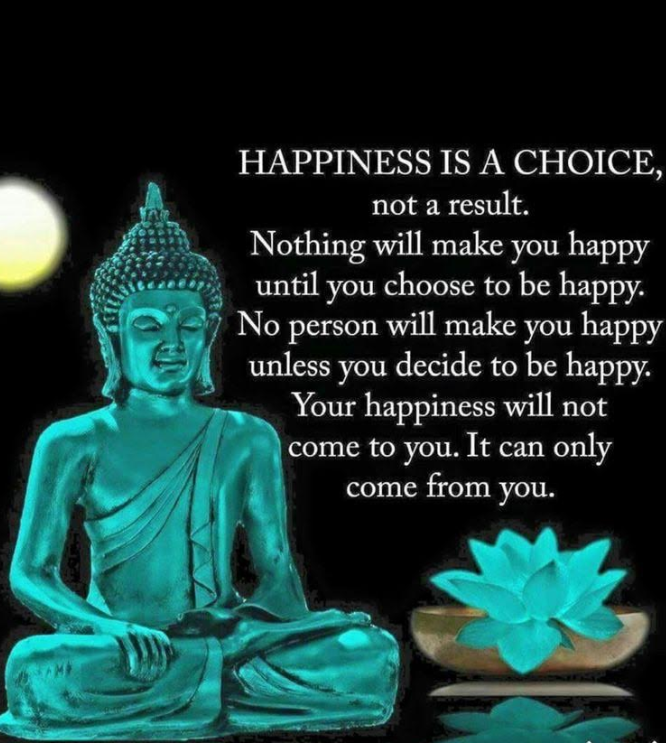 HAPPINESS IS A CHOICE,
not a result.
Nothing will make you happy
until you choose to be happy.
No person will make you happy
unless you decide to be happy.
Your happiness will not
come to you. It can only
come from you.